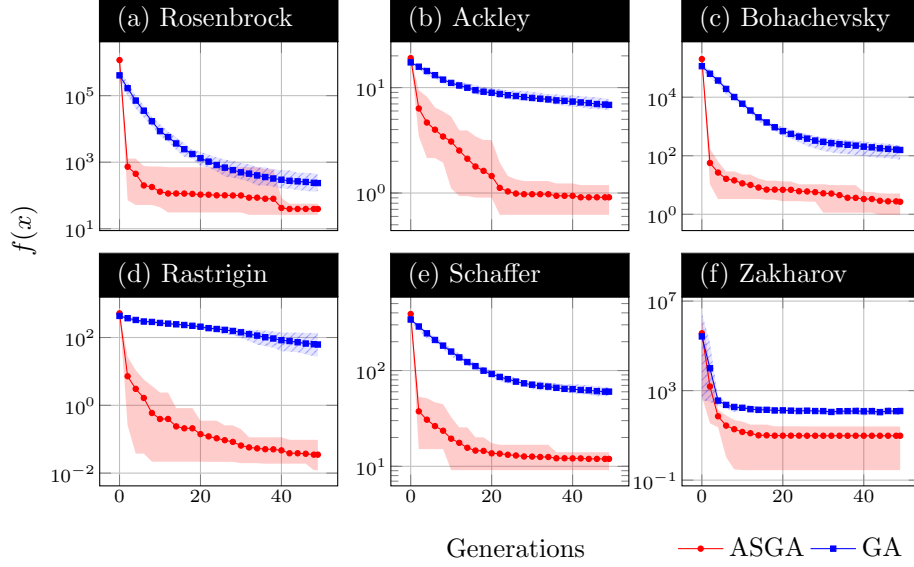 (a) Rosenbrock (b) Ackley (c) Bohachevsky
10^5 10^3 10^1
10^1 10^0
10^4 10^2 10^0
f(x)
(d) Rastrigin (e) Schaffer (f) Zakharov
10^2 10^0 10^−2
10^2 10^1
10^7 10^3 10^−1
0 20 40 0 20 40 0 20 40
Generations
ASGA GA